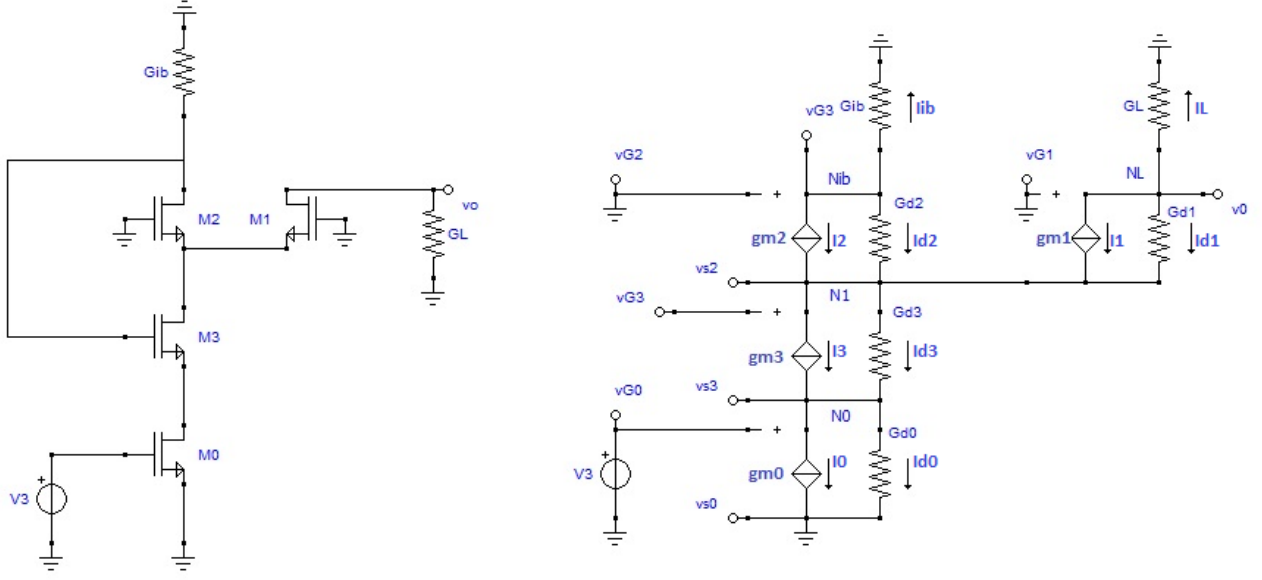 Gib
M2
M1
vo
GL
M3
M0
V3
+
vG3
Gib
Iib
GL
IL
vG2
vG1
+
Nib
+
NL
Gd2
gm2
I2
Id2
gm1
I1
Gd1
Id1
v0
vs2
N1
vG3
+
Gd3
gm3
I3
Id3
vs3
N0
vG0
+
Gd0
V3
+
gm0
I0
Id0
vs0